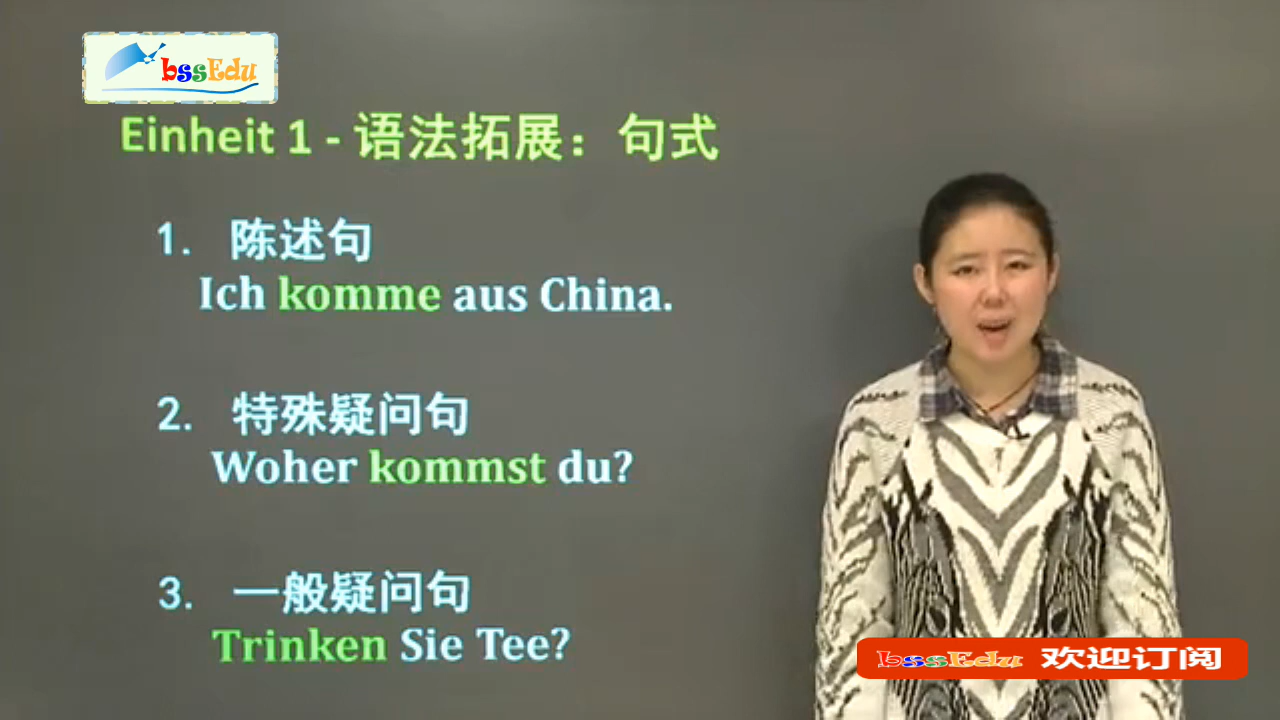 bssEdu
Einheit 1 - 语法拓展：句式
1. 陈述句
Ich komme aus China.
2. 特殊疑问句
Woher kommst du?
3. 一般疑问句
Trinken Sie Tee?
bssEdu 欢迎订阅